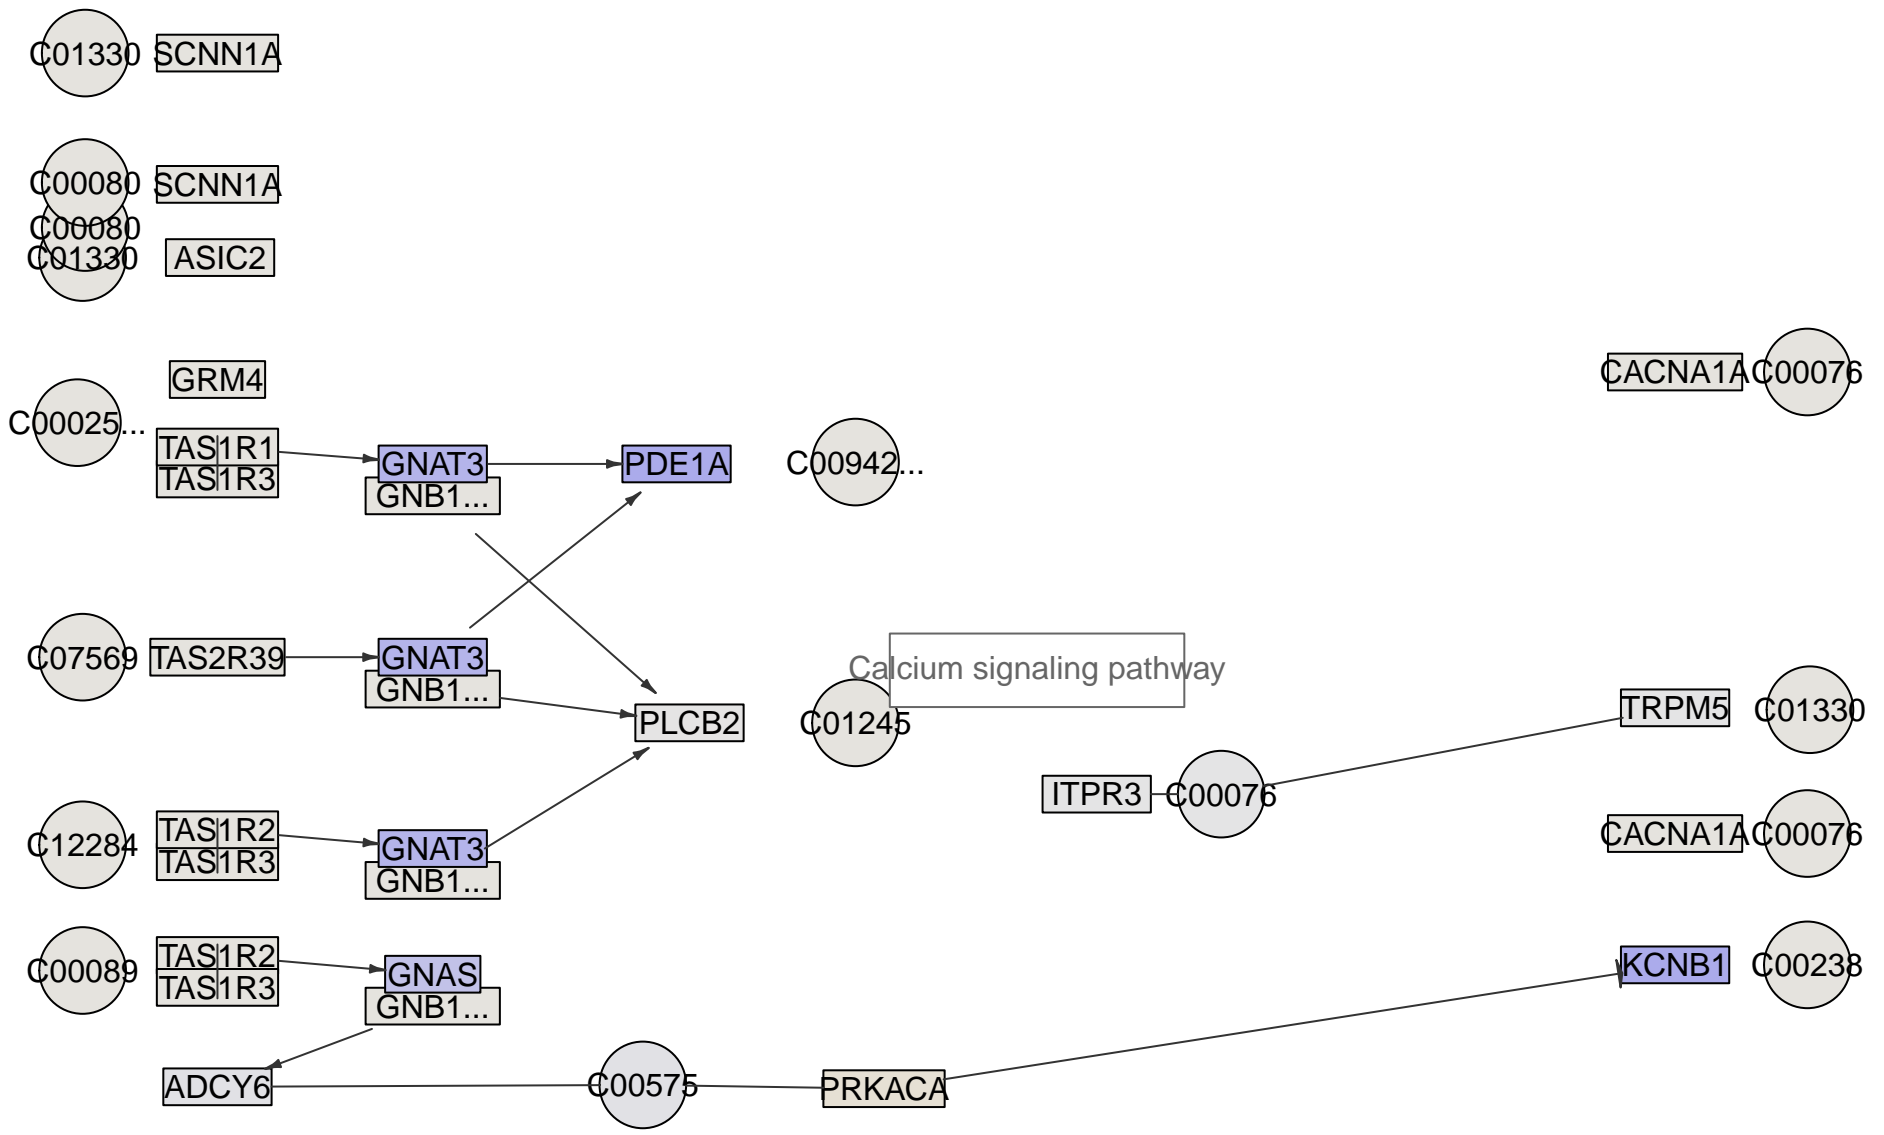 C01330 SCNN1A
C00080 SCNN1A
C00080
C01330 ASIC2
CACNA1A C00076
GRM4
C00025...
TAS1R1
TAS1R3
GNAT3
GNB1...
PDE1A
C00942...
C07569 TAS2R39
GNAT3
GNB1...
Calcium signaling pathway
PLCB2
C01245
TRPM5 C01330
ITPR3 C00076
C12284
TAS1R2
TAS1R3
GNAT3
GNB1...
CACNA1A C00076
C00089
TAS1R2
TAS1R3
GNAS
GNB1...
KCNB1 C00238
ADCY6
C00575
PRKACA